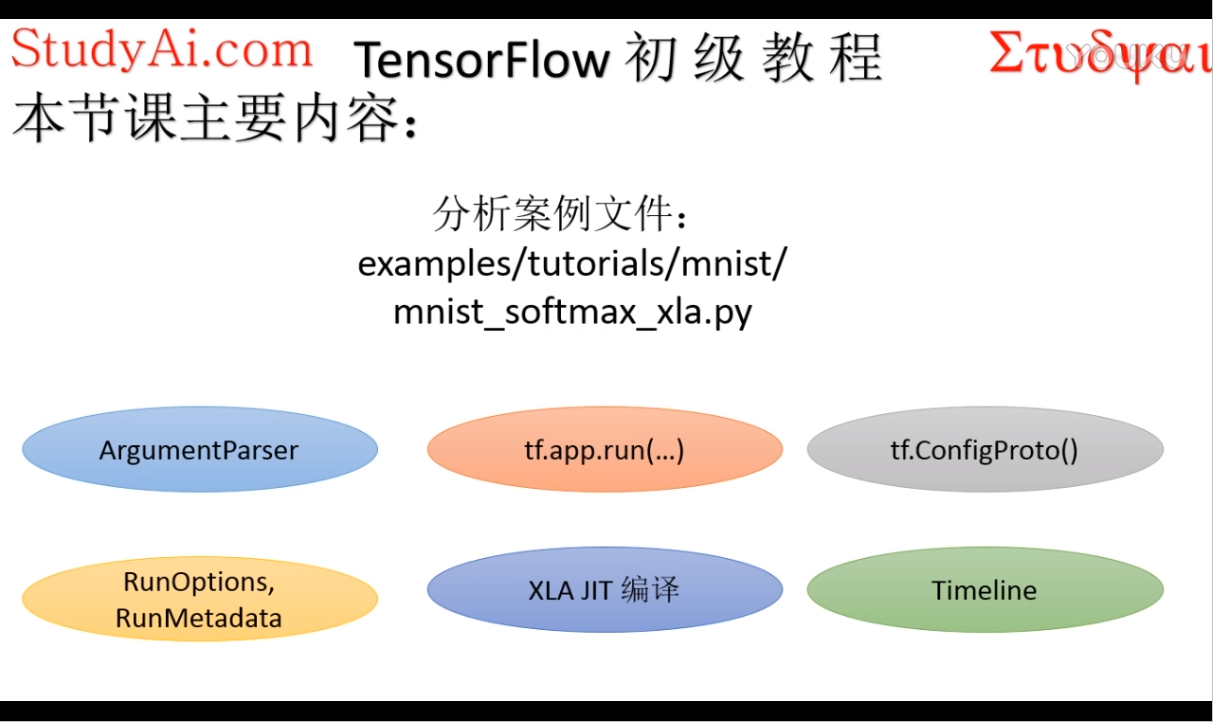 StudyAi.com TensorFlow 初级教程 Στυδψαι
本节课主要内容：
分析案例文件：
examples/tutorials/mnist/
mnist_softmax_xla.py
ArgumentParser
tf.app.run(...)
tf.ConfigProto()
RunOptions,
RunMetadata
XLA JIT 编译
Timeline